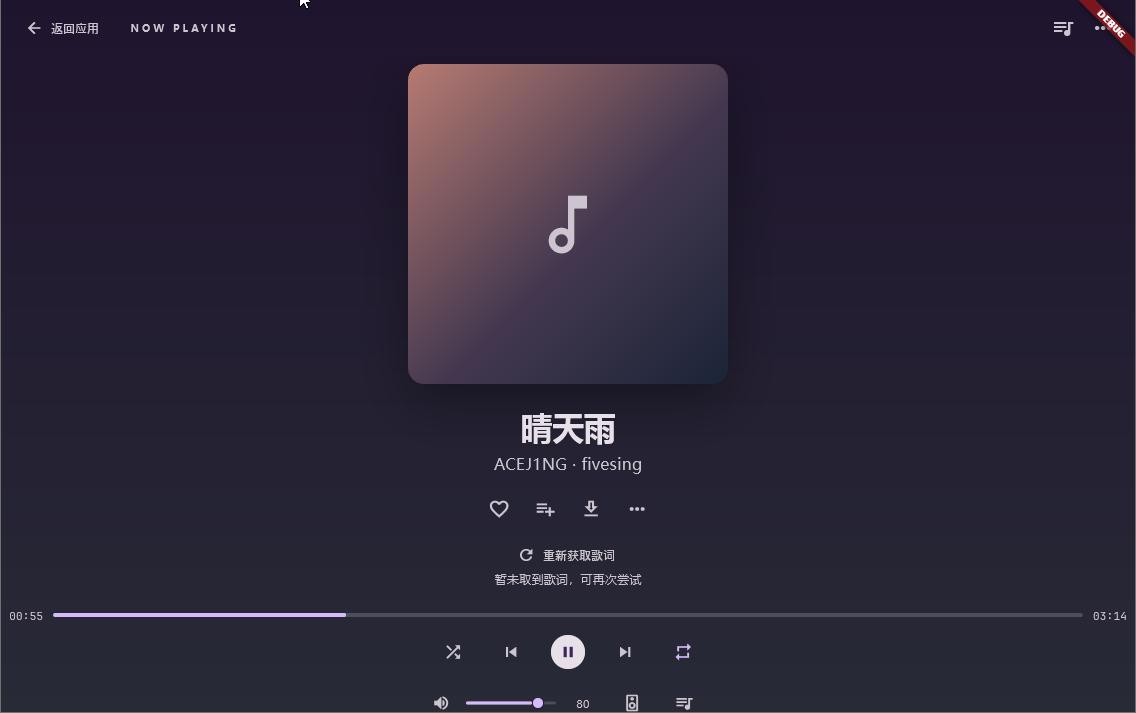 返回应用
NOW PLAYING
DEBUG
晴天雨
ACEJ1NG · fivesing
重新获取歌词
暂未取到歌词，可再次尝试
00:55
03:14
80